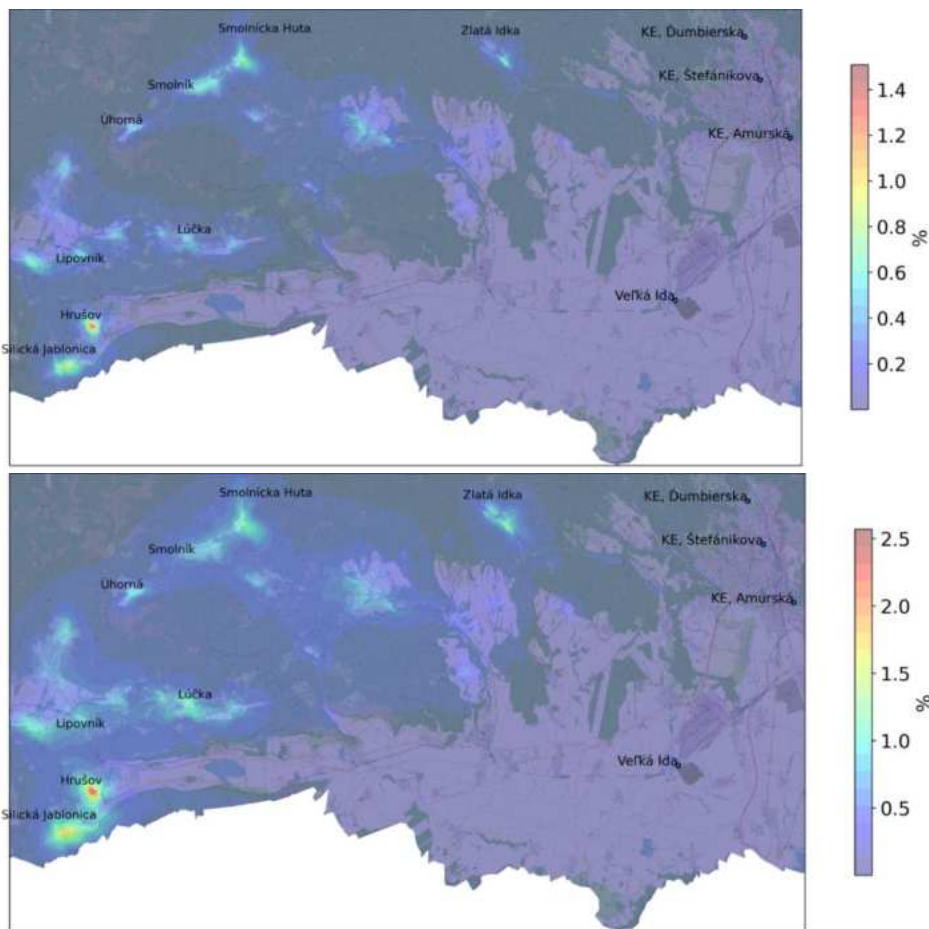 Smolnícka Huta
Zlatá Idka
KE, Ďumbierska
Smolník
KE, Štefánikova
Úhorná
KE, Amurská
Lúčka
Lipovník
Veľká Ida
Hrušov
Silická Jablonica
1.4
1.2
1.0
0.8
0.6
0.4
0.2
%
Smolnícka Huta
Zlatá Idka
KE, Ďumbierska
Smolník
KE, Štefánikova
Úhorná
KE, Amurská
Lúčka
Lipovník
Veľká Ida
Hrušov
Silická Jablonica
2.5
2.0
1.5
1.0
0.5
%